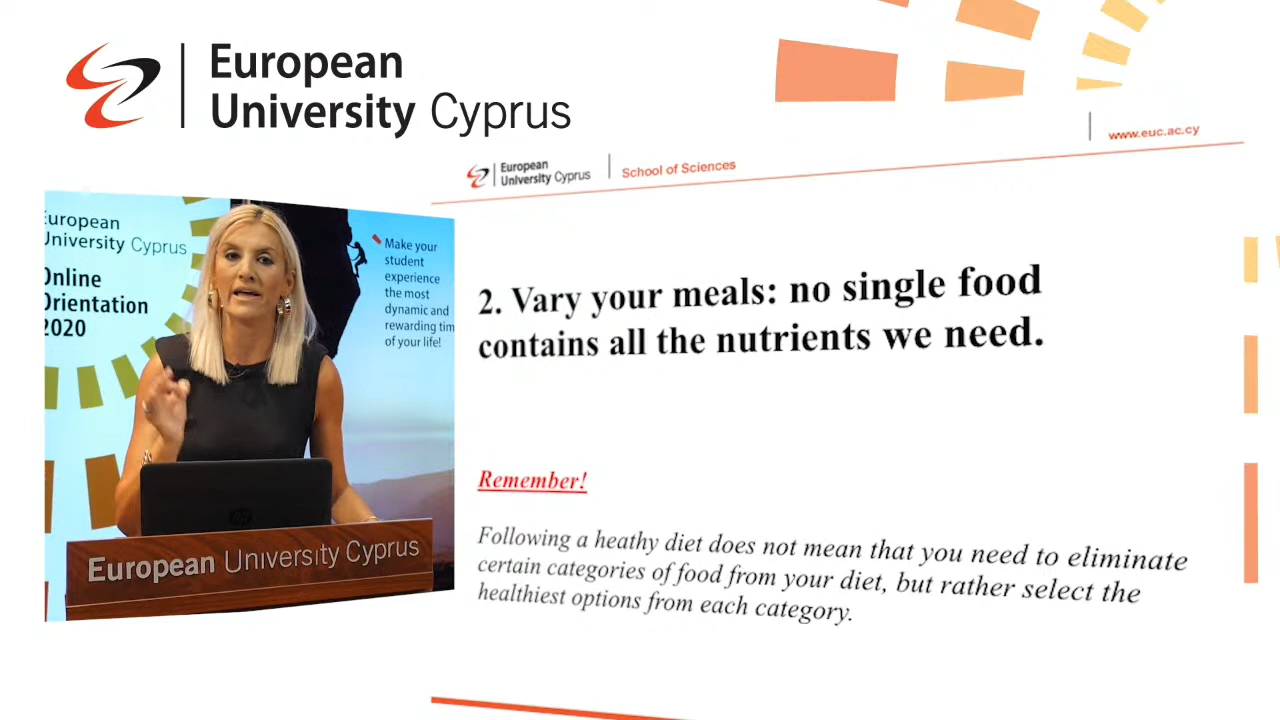 European
University Cyprus
www.euc.ac.cy
European
University Cyprus
School of Sciences
European
University Cyprus
Online
Orientation
2020
Make your
student
experience
the most
dynamic and
rewarding tim
of your life!
2. Vary your meals: no single food
contains all the nutrients we need.
Remember!
Following a heathy diet does not mean that you need to eliminate
certain categories of food from your diet, but rather select the
healthiest options from each category.
hp
European University Cyprus